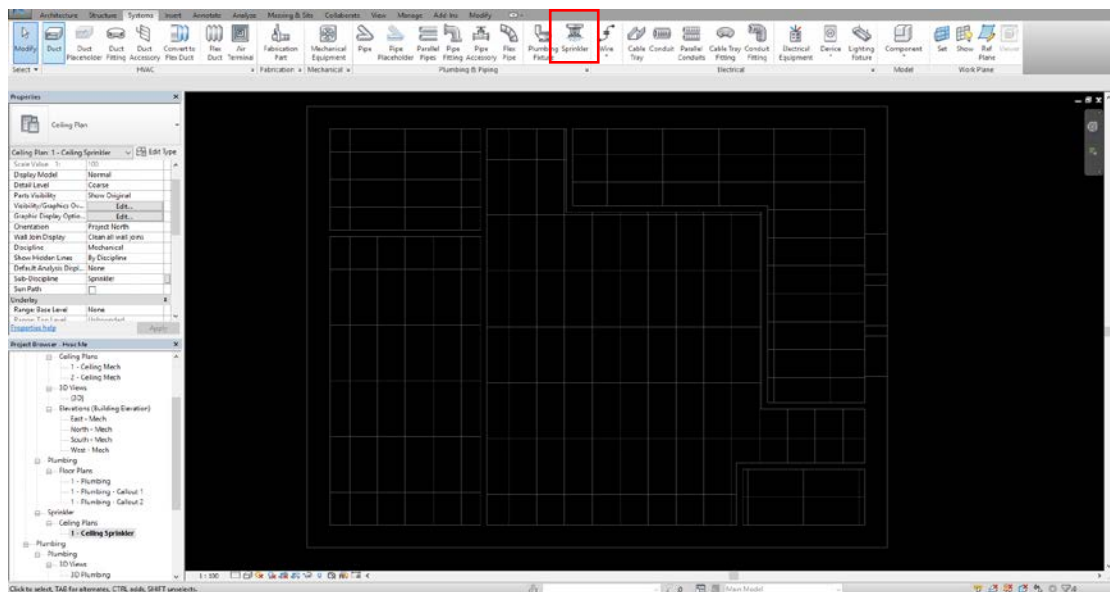 Architecture Structure Systems Insert Annotate Analyze Massing & Site Collaborate View Manage Add-Ins Modify
Modify Duct Duct Placeholder Duct Fitting Duct Accessory Convert to Flex Duct Flex Duct Air Terminal Fabrication Part Mechanical Equipment Pipe Pipe Placeholder Parallel Pipes Pipe Fitting Pipe Accessory Flex Pipe Plumbing Fixture Sprinkler Wire Cable Tray Conduit Parallel Conduits Cable Tray Fitting Conduit Fitting Electrical Equipment Device Lighting Fixture Component Set Show Ref Plane Viewer
Select HVAC Fabrication Mechanical Plumbing & Piping Electrical Model Work Plane
Properties
Ceiling Plan
Ceiling Plan: 1 - Ceiling Sprinkler Edit Type
Scale Value 1: 100
Display Model Normal
Detail Level Coarse
Parts Visibility Show Original
Visibility/Graphics Ov... Edit...
Graphic Display Optio... Edit...
Orientation Project North
Wall Join Display Clean all wall joins
Discipline Mechanical
Show Hidden Lines By Discipline
Default Analysis Displ... None
Sub-Discipline Sprinkler
Sun Path
Underlay
Range: Base Level None
Range: Top Level Unbounded
Properties help Apply
Project Browser -
Ceiling Plans
1 - Ceiling Mech
2 - Ceiling Mech
3D Views
{3D}
Elevations (Building Elevation)
East - Mech
North - Mech
South - Mech
West - Mech
Plumbing
Floor Plans
1 - Plumbing
1 - Plumbing - Callout 1
1 - Plumbing - Callout 2
Sprinkler
Ceiling Plans
1 - Ceiling Sprinkler
Plumbing
Plumbing
3D Views
3D Plumbing
1 : 100
Click to select, TAB for alternates, CTRL adds, SHIFT unselects. Main Model